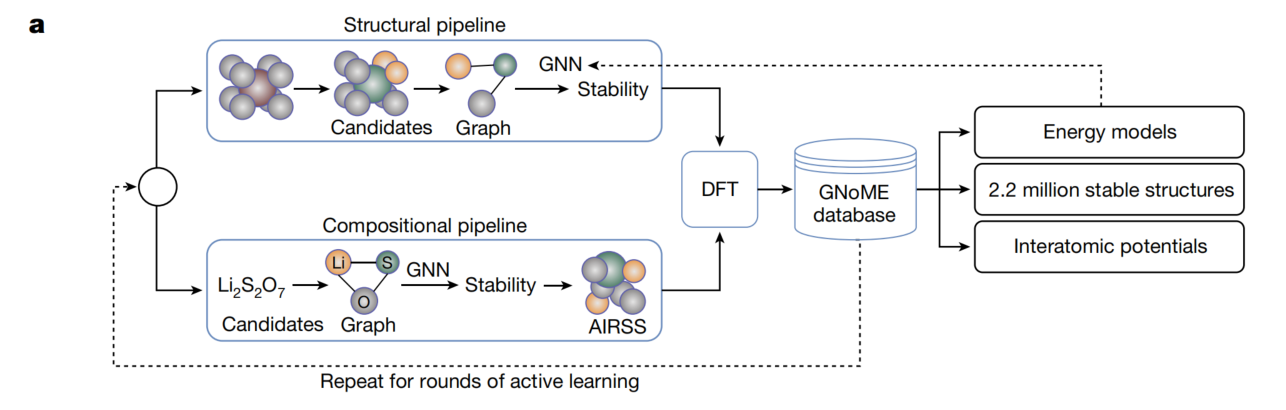 a
Structural pipeline
GNN
Stability
Candidates
Graph
Compositional pipeline
Li₂S₂O₇
Li
S
O
GNN
Stability
Candidates
Graph
AIRSS
DFT
GNoME
database
Energy models
2.2 million stable structures
Interatomic potentials
Repeat for rounds of active learning